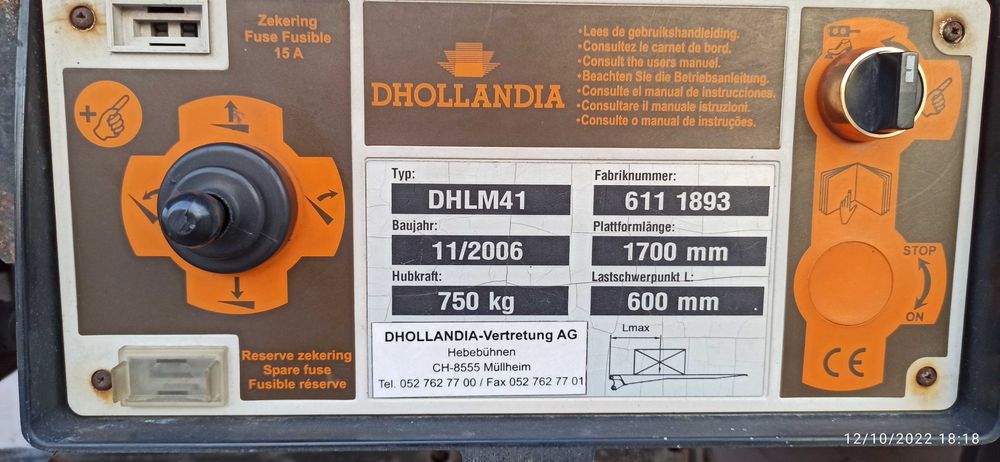 Zekering
Fuse Fusible
15 A
DHOLLANDIA
•Lees de gebruikshandleiding.
•Consultez le carnet de bord.
•Consult the users manuel.
•Beachten Sie die Betriebsanleitung.
•Consulte el manual de instrucciones.
•Consultare il manuale istruzioni.
•Consulte o manual de instruções.
+
Typ:
DHLM41
Fabriknummer:
611 1893
Baujahr:
11/2006
Plattformlänge:
1700 mm
Hubkraft:
750 kg
Lastschwerpunkt L:
600 mm
DHOLLANDIA-Vertretung AG
Hebebühnen
CH-8555 Müllheim
Tel. 052 762 77 00 / Fax 052 762 77 01
Lmax
STOP
ON
CE
Reserve zekering
Spare fuse
Fusible réserve
12/10/2022 18:18